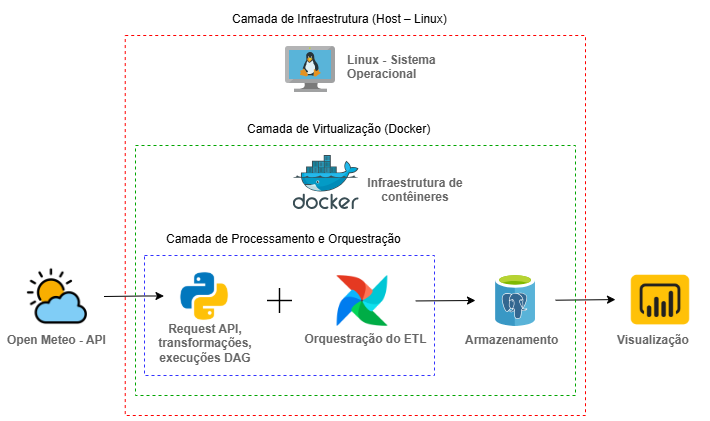 Camada de Infraestrutura (Host – Linux)
Linux - Sistema
Operacional
Camada de Virtualização (Docker)
docker
Infraestrutura de
contêineres
Camada de Processamento e Orquestração
Open Meteo - API
Request API,
transformações,
execuções DAG
Orquestração do ETL
Armazenamento
Visualização